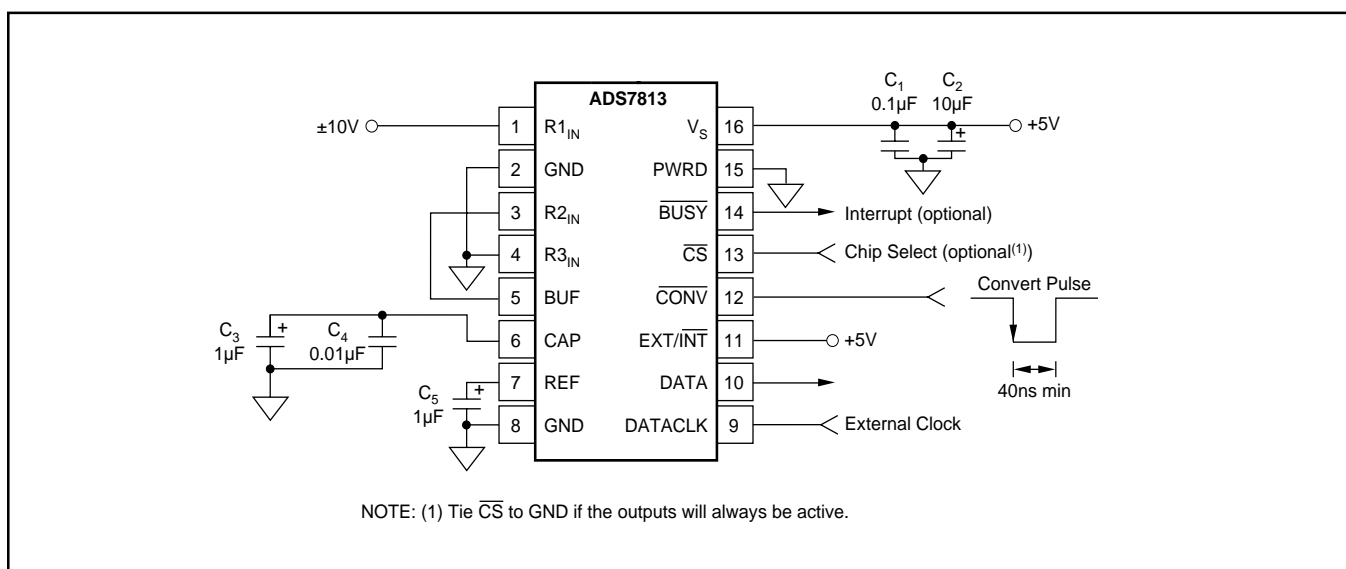 ADS7813
C₁
0.1µF
C₂
10µF
±10V
1
R1IN
VS
16
+5V
2
GND
PWRD
15
3
R2IN
BUSY
14
Interrupt (optional)
4
R3IN
CS
13
Chip Select (optional(1))
5
BUF
CONV
12
Convert Pulse
40ns min
C₃
1µF
+
C₄
0.01µF
6
CAP
EXT/INT
11
+5V
C₅
1µF
+
7
REF
DATA
10
8
GND
DATACLK
9
External Clock
+
NOTE: (1) Tie CS to GND if the outputs will always be active.